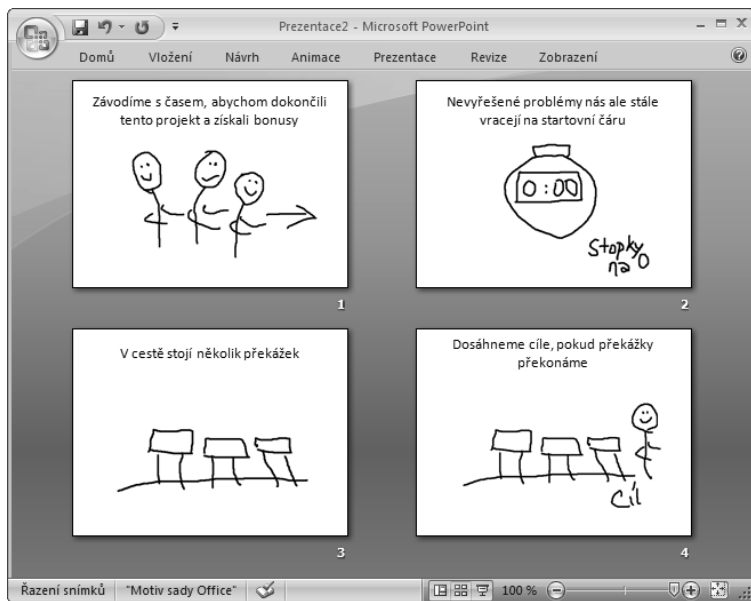 Prezentace2 - Microsoft PowerPoint
Domů Vložení Návrh Animace Prezentace Revize Zobrazení
Závodíme s časem, abychom dokončili
tento projekt a získali bonusy
1
Nevyřešené problémy nás ale stále
vracejí na startovní čáru
0:00
Stopky
na 0
2
V cestě stojí několik překážek
3
Dosáhneme cíle, pokud překážky
překonáme
cíl
4
Řazení snímků "Motiv sady Office" 100 %